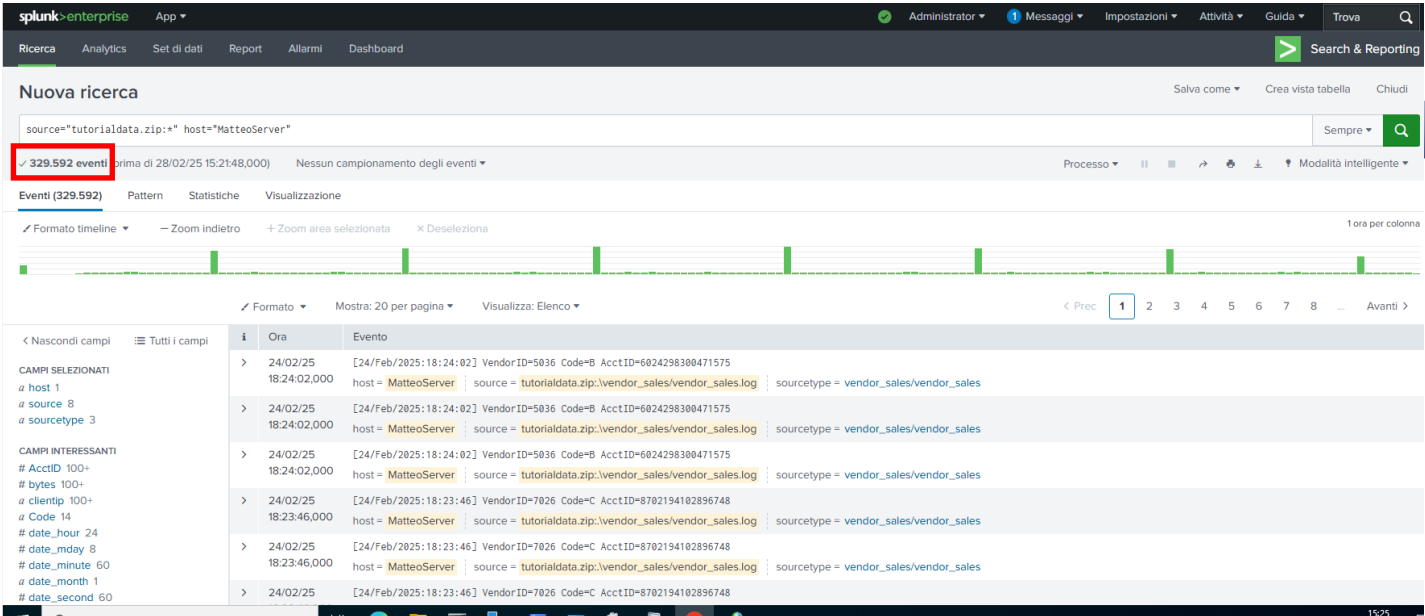 splunk>enterprise App Administrator 1 Messaggi Impostazioni Attività Guida Trova
Ricerca Analytics Set di dati Report Allarmi Dashboard > Search & Reporting
Nuova ricerca Salva come Crea vista tabella Chiudi
source="tutorialdata.zip:*" host="MatteoServer" Sempre
✓ 329.592 eventi prima di 28/02/25 15:21:48,000) Nessun campionamento degli eventi Processo Modalità intelligente
Eventi (329.592) Pattern Statistiche Visualizzazione
Formato timeline — Zoom indietro + Zoom area selezionata × Deseleziona 1 ora per colonna
Formato Mostra: 20 per pagina Visualizza: Elenco < Prec 1 2 3 4 5 6 7 8 ... Avanti >
< Nascondi campi Tutti i campi
CAMPI SELEZIONATI
a host 1
a source 8
a sourcetype 3
CAMPI INTERESSANTI
# AcctID 100+
# bytes 100+
a clientip 100+
a Code 14
# date_hour 24
# date_mday 8
# date_minute 60
a date_month 1
# date_second 60
i Ora Evento
> 24/02/25 [24/Feb/2025:18:24:02] VendorID=5036 Code=B AcctID=6024298300471575
18:24:02,000 host = MatteoServer source = tutorialdata.zip:.\vendor_sales/vendor_sales.log sourcetype = vendor_sales/vendor_sales
> 24/02/25 [24/Feb/2025:18:24:02] VendorID=5036 Code=B AcctID=6024298300471575
18:24:02,000 host = MatteoServer source = tutorialdata.zip:.\vendor_sales/vendor_sales.log sourcetype = vendor_sales/vendor_sales
> 24/02/25 [24/Feb/2025:18:24:02] VendorID=5036 Code=B AcctID=6024298300471575
18:24:02,000 host = MatteoServer source = tutorialdata.zip:.\vendor_sales/vendor_sales.log sourcetype = vendor_sales/vendor_sales
> 24/02/25 [24/Feb/2025:18:23:46] VendorID=7026 Code=C AcctID=8702194102896748
18:23:46,000 host = MatteoServer source = tutorialdata.zip:.\vendor_sales/vendor_sales.log sourcetype = vendor_sales/vendor_sales
> 24/02/25 [24/Feb/2025:18:23:46] VendorID=7026 Code=C AcctID=8702194102896748
18:23:46,000 host = MatteoServer source = tutorialdata.zip:.\vendor_sales/vendor_sales.log sourcetype = vendor_sales/vendor_sales
> 24/02/25 [24/Feb/2025:18:23:46] VendorID=7026 Code=C AcctID=8702194102896748
15:25